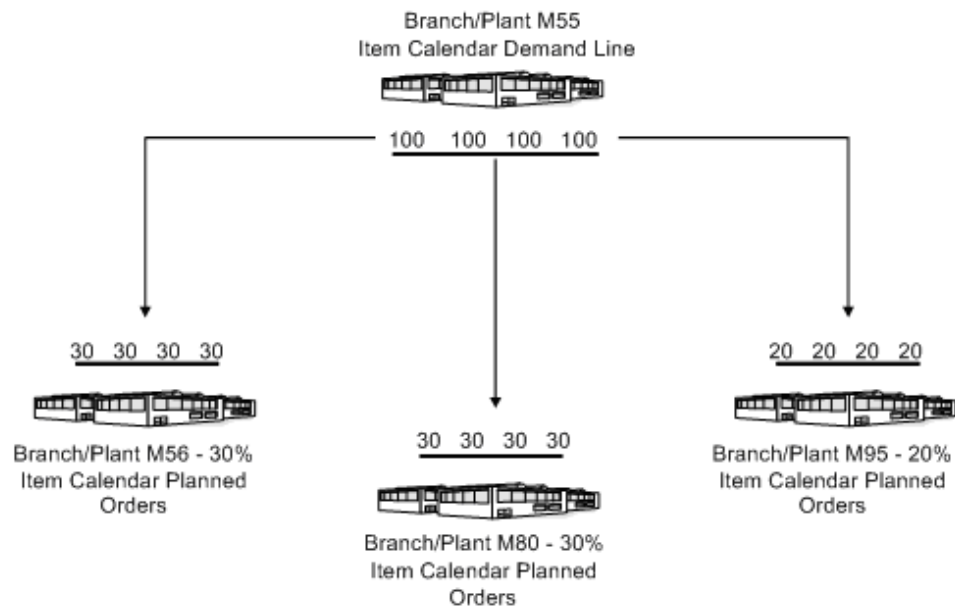 Branch/Plant M55
Item Calendar Demand Line
100 100 100 100
30 30 30 30
Branch/Plant M56 - 30%
Item Calendar Planned
Orders
30 30 30 30
Branch/Plant M80 - 30%
Item Calendar Planned
Orders
20 20 20 20
Branch/Plant M95 - 20%
Item Calendar Planned
Orders